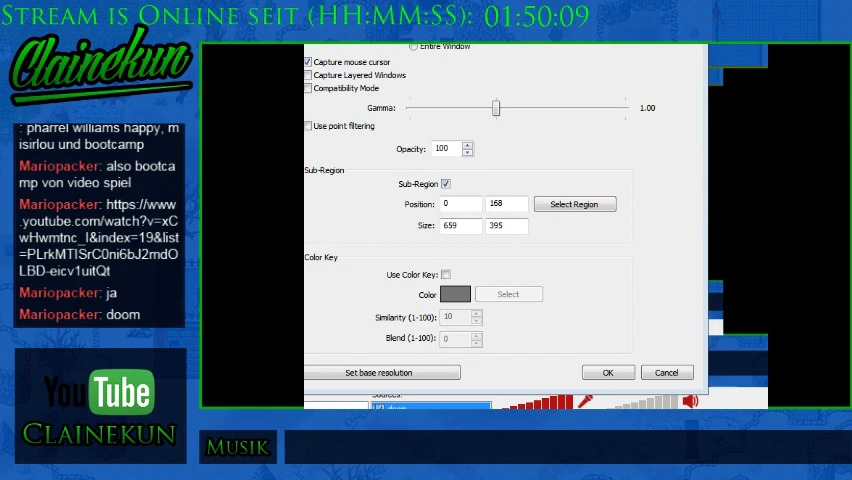 Stream is Online seit (HH:MM:SS): 01:50:09
Clainekun
: pharrel williams happy, m
isirlou und bootcamp
Mariopacker: also bootca
mp von video spiel
Mariopacker: https://www
.youtube.com/watch?v=xC
wHwmtnc_I&index=19&list
=PLrkMTISrC0ni6bJ2mdO
LBD-eicv1uitQt
Mariopacker: ja
Mariopacker: doom
YouTube
Clainekun
Entire Window
Capture mouse cursor
Capture Layered Windows
Compatibility Mode
Gamma: 1.00
Use point filtering
Opacity: 100
Sub-Region
Sub-Region
Position: 0 168 Select Region
Size: 659 395
Color Key
Use Color Key:
Color Select
Similarity (1-100): 10
Blend (1-100): 0
Set base resolution OK Cancel
Sources:
doom
Musik